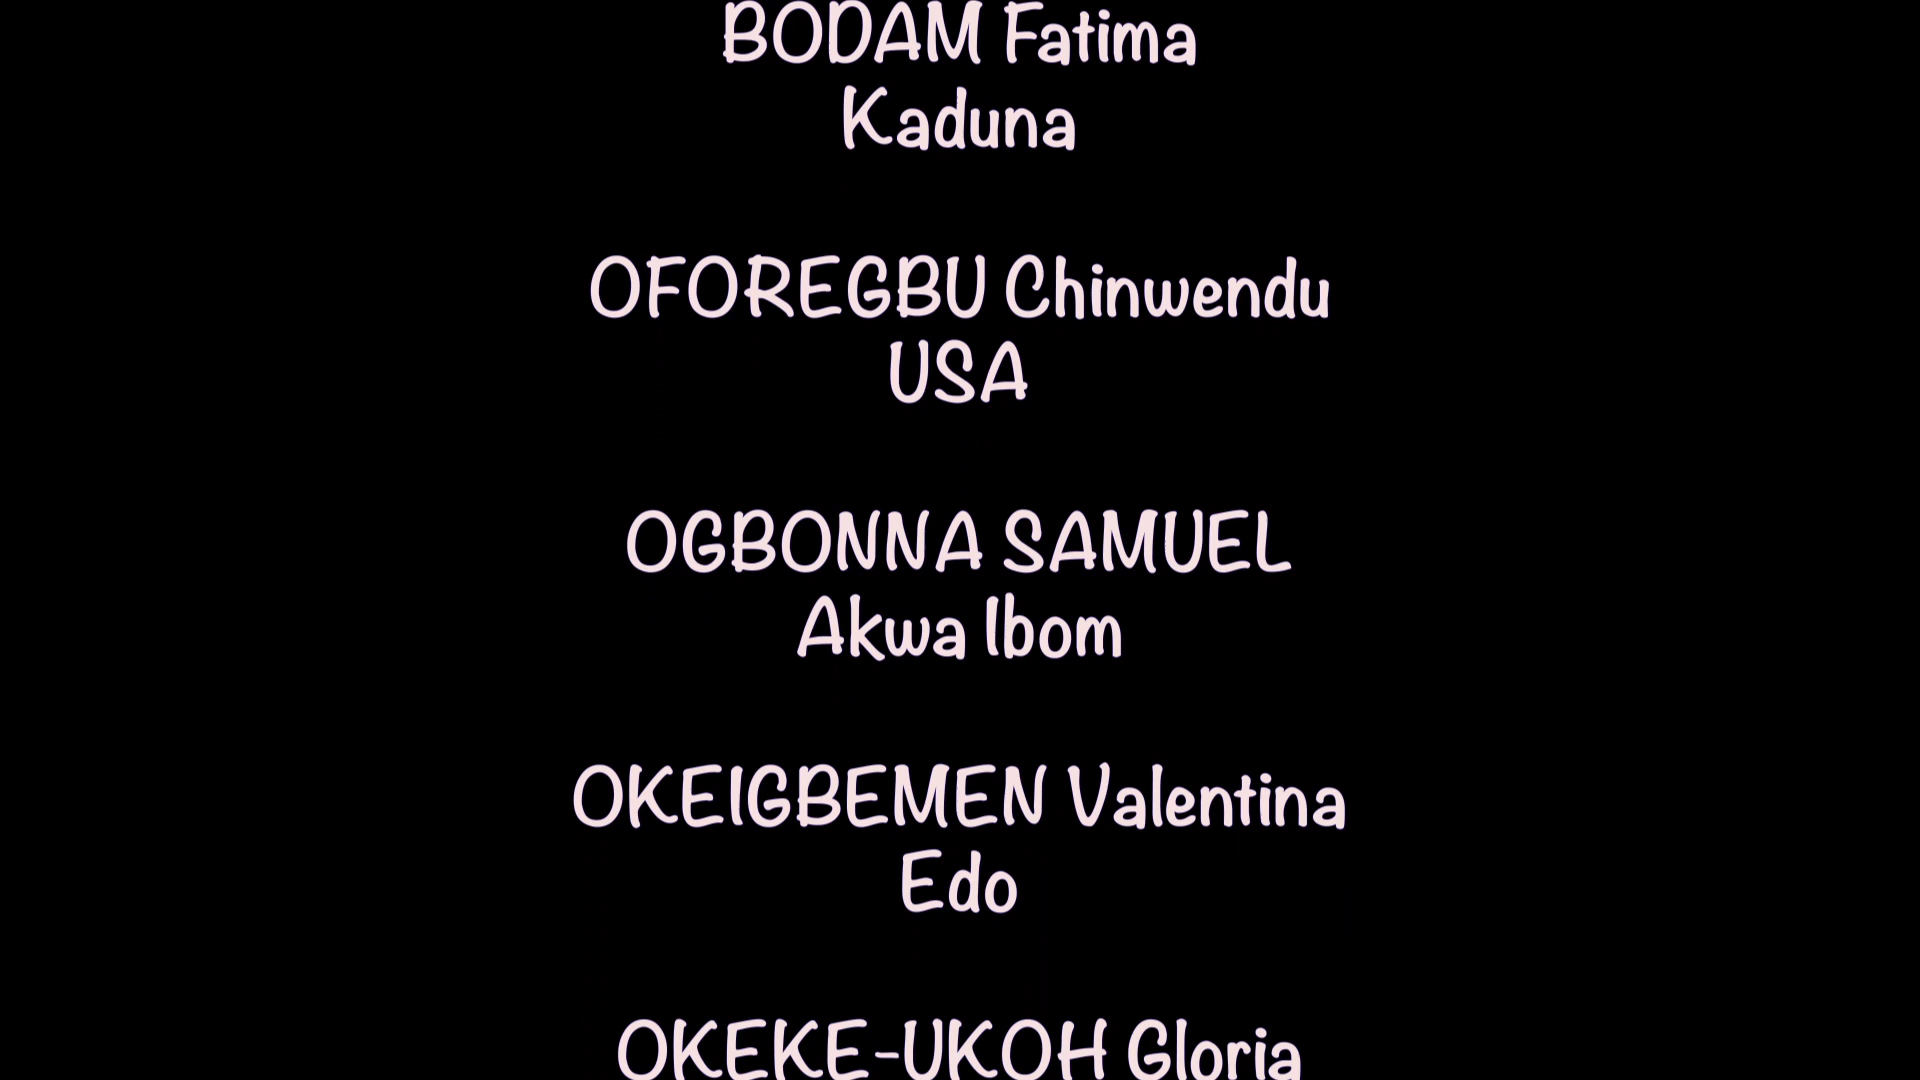 BODAM Fatima
Kaduna
OFOREGBU Chinwendu
USA
OGBONNA SAMUEL
Akwa Ibom
OKEIGBEMEN Valentina
Edo
OKEKE-UKOH Gloria